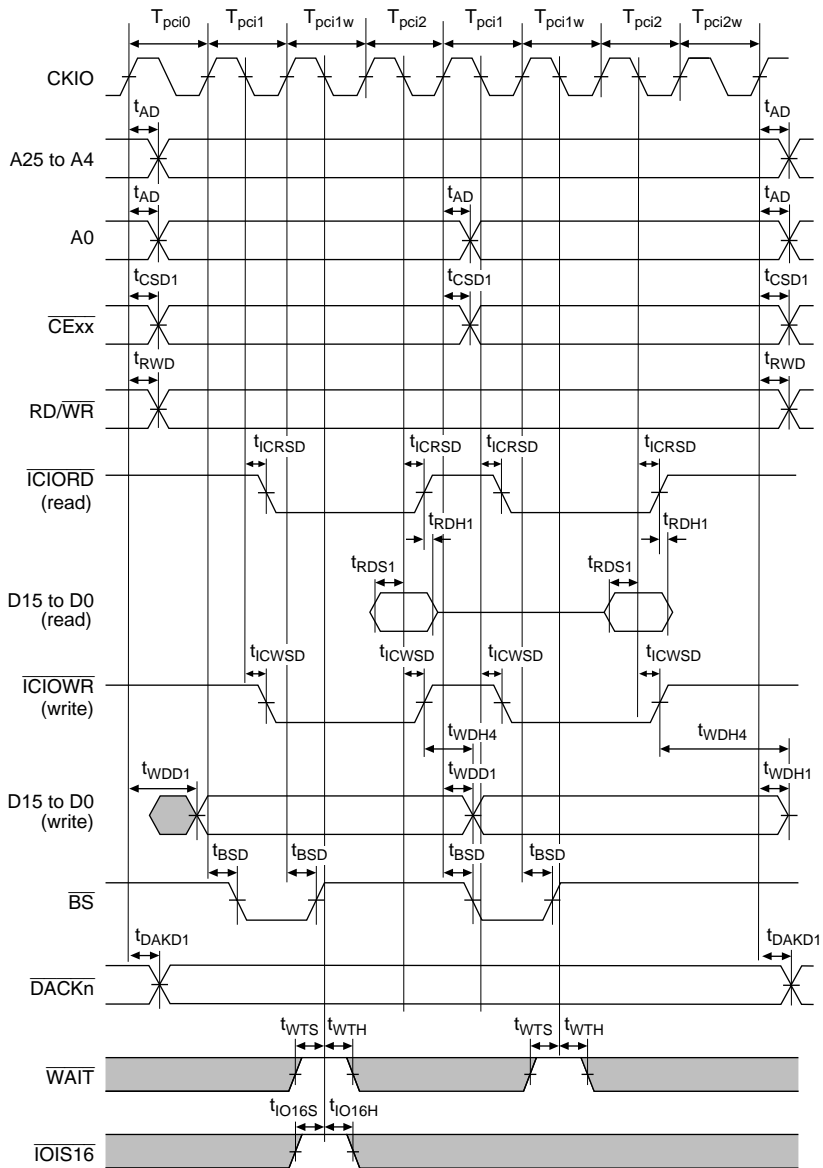 Tpci0 Tpci1 Tpci1w Tpci2 Tpci1 Tpci1w Tpci2 Tpci2w
CKIO
tAD tAD
A25 to A4
tAD tAD tAD
A0
tCSD1 tCSD1 tCSD1
CExx
tRWD tRWD
RD/WR
tICRSD tICRSD tICRSD tICRSD
ICIORD
(read)
tRDH1 tRDH1
tRDS1 tRDS1
D15 to D0
(read)
tICWSD tICWSD tICWSD tICWSD
ICIOWR
(write)
tWDH4 tWDH4
tWDD1 tWDD1 tWDH1
D15 to D0
(write)
tBSD tBSD tBSD tBSD
BS
tDAKD1 tDAKD1
DACKn
tWTS tWTH tWTS tWTH
WAIT
tIO16S tIO16H
IOIS16